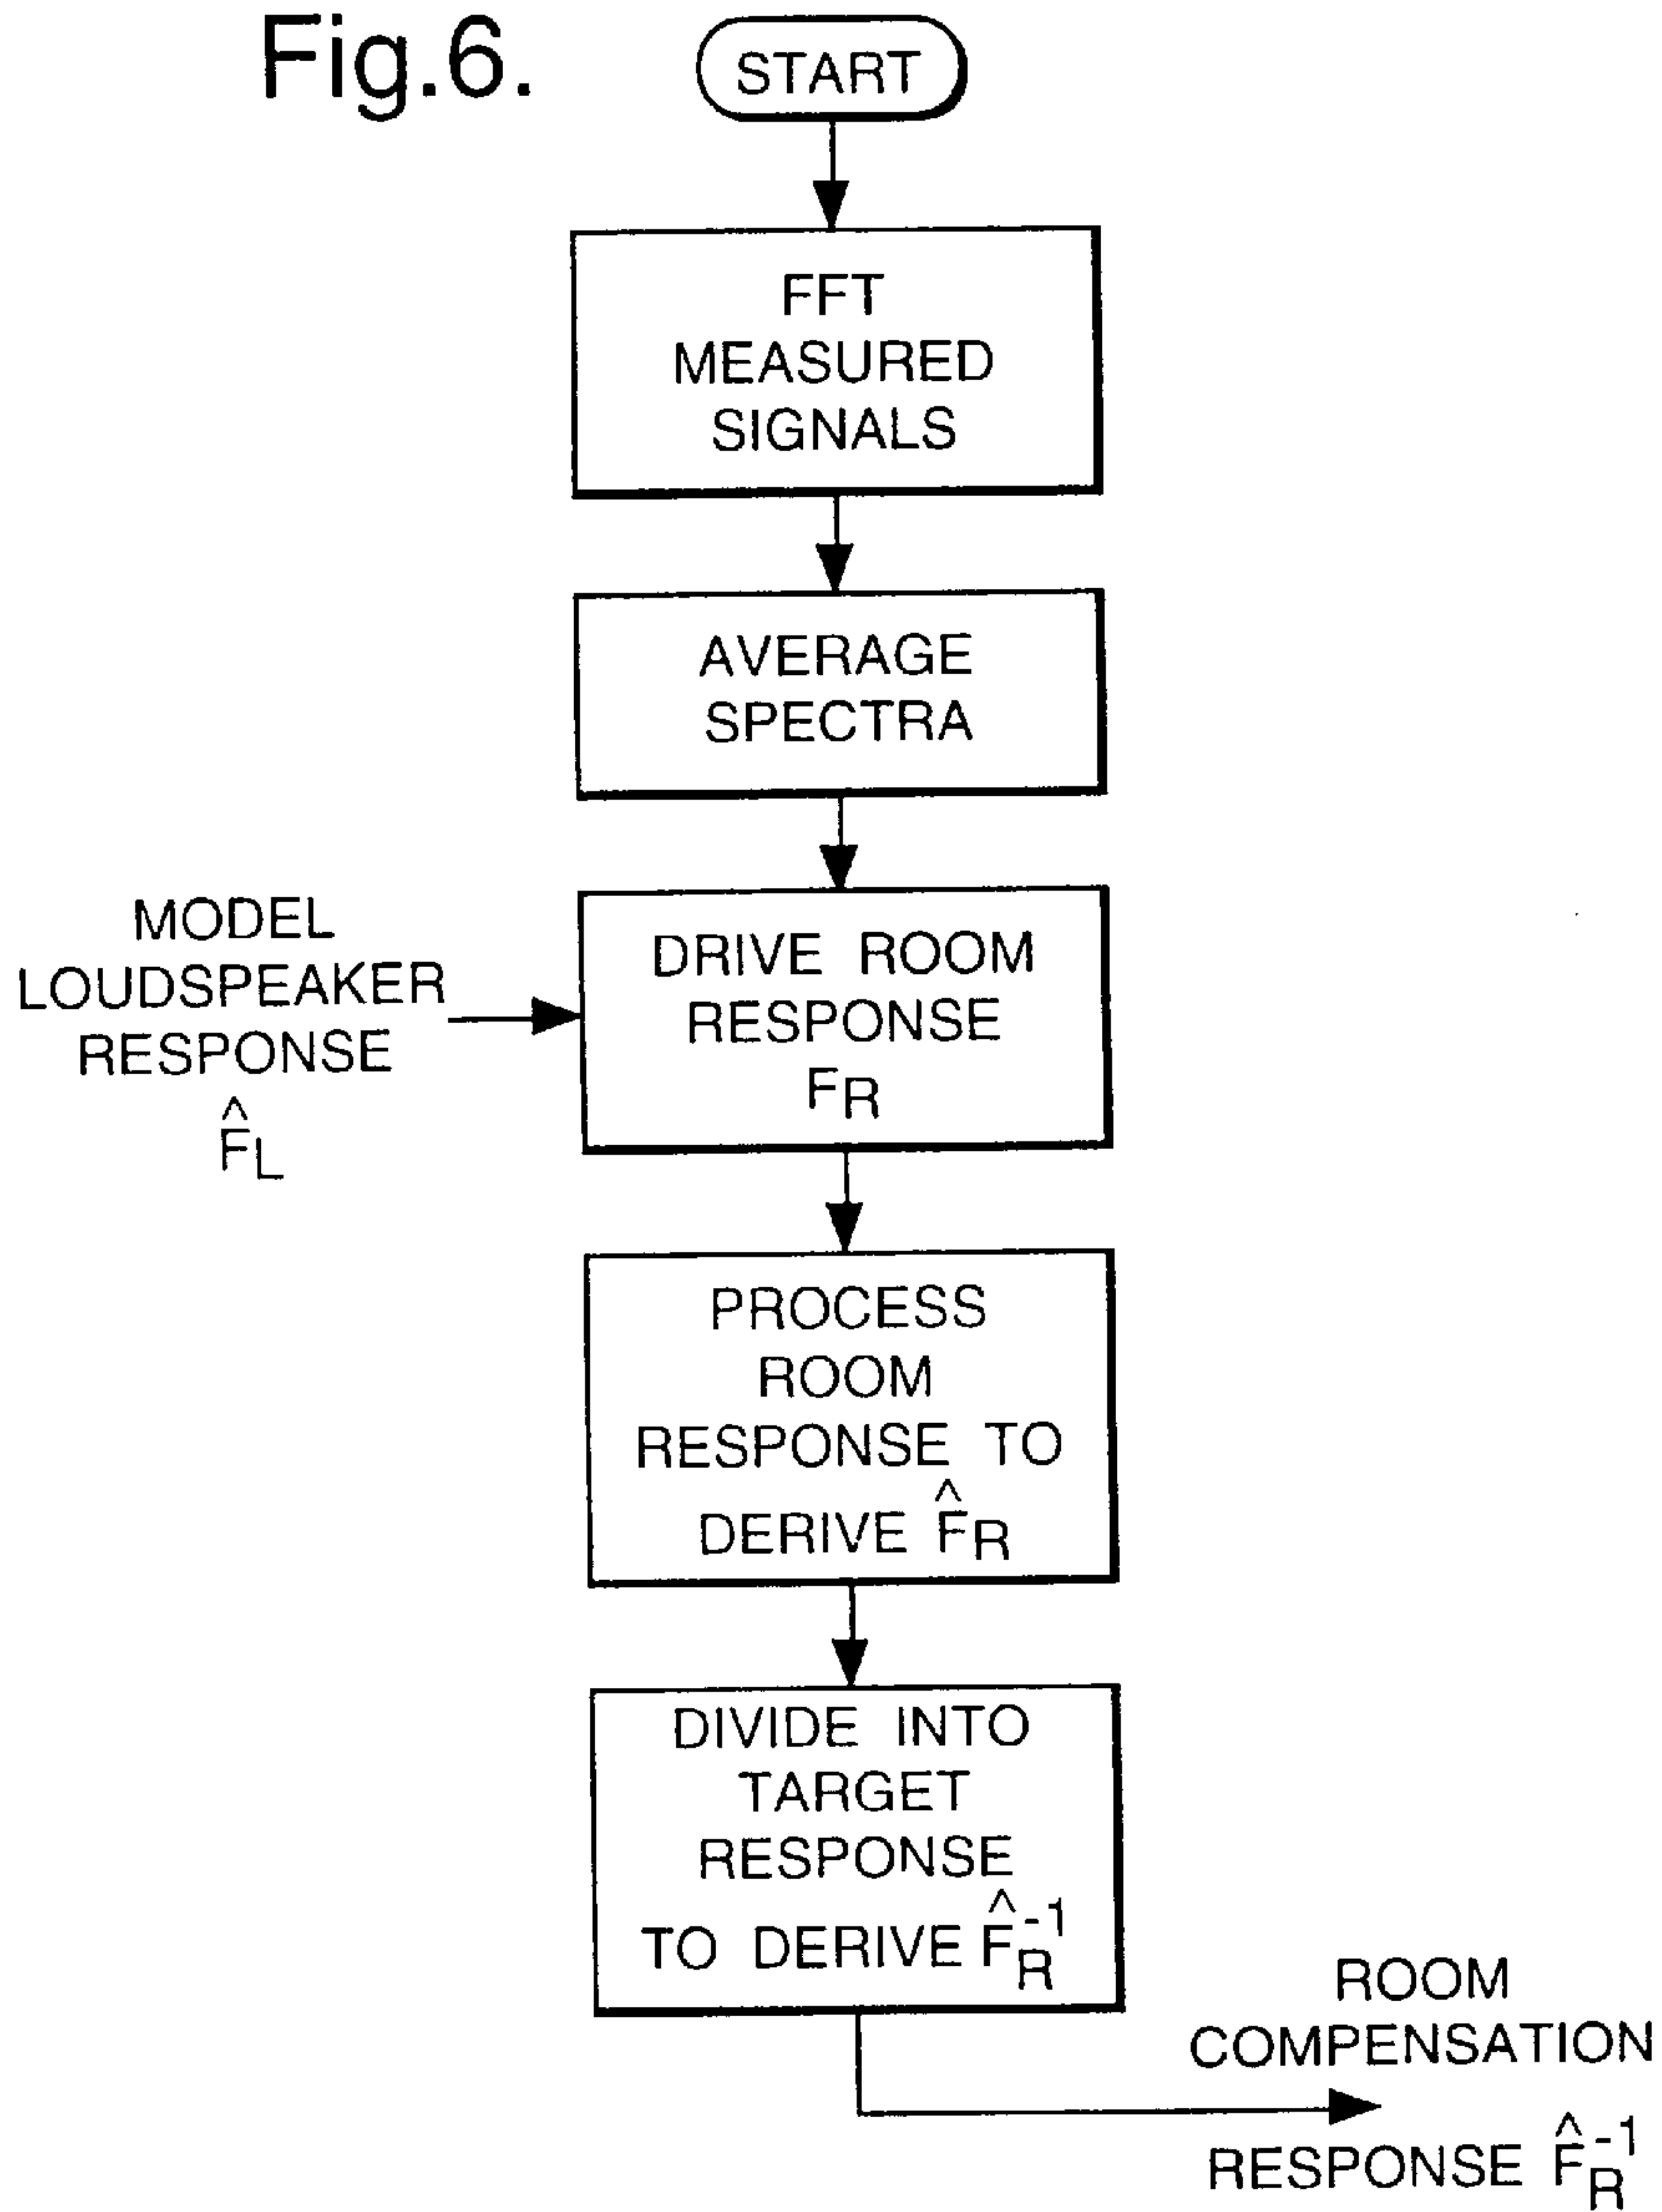 Fig.6.
START
FFT
MEASURED
SIGNALS
AVERAGE
SPECTRA
MODEL
LOUDSPEAKER
RESPONSE
F̂L
DRIVE ROOM
RESPONSE
FR
PROCESS
ROOM
RESPONSE TO
DERIVE F̂R
DIVIDE INTO
TARGET
RESPONSE
TO DERIVE F̂R⁻¹
ROOM
COMPENSATION
RESPONSE F̂R⁻¹